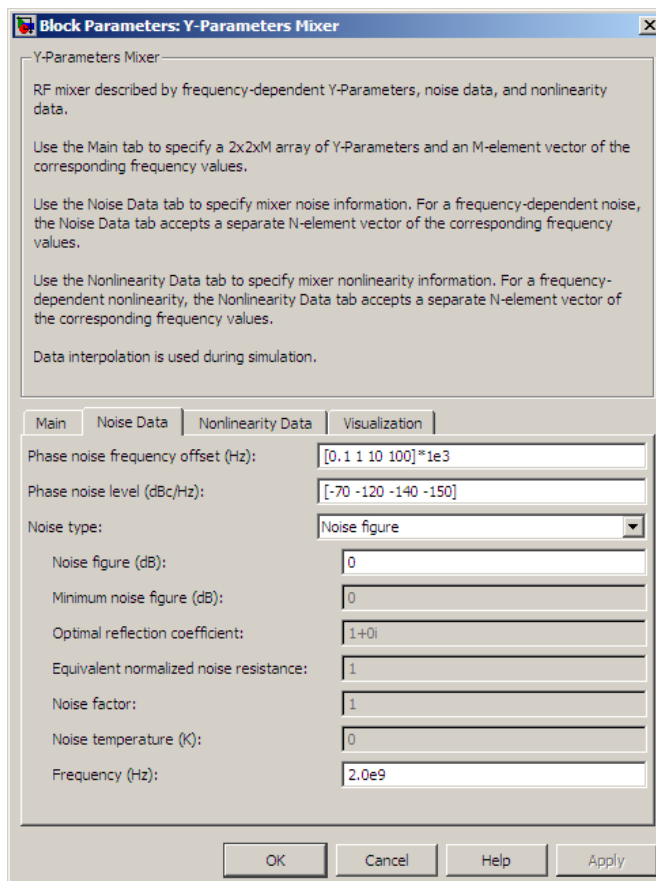 Block Parameters: Y-Parameters Mixer
Y-Parameters Mixer
RF mixer described by frequency-dependent Y-Parameters, noise data, and nonlinearity
data.
Use the Main tab to specify a 2x2xM array of Y-Parameters and an M-element vector of the
corresponding frequency values.
Use the Noise Data tab to specify mixer noise information. For a frequency-dependent noise,
the Noise Data tab accepts a separate N-element vector of the corresponding frequency
values.
Use the Nonlinearity Data tab to specify mixer nonlinearity information. For a frequency-
dependent nonlinearity, the Nonlinearity Data tab accepts a separate N-element vector of
the corresponding frequency values.
Data interpolation is used during simulation.
Main Noise Data Nonlinearity Data Visualization
Phase noise frequency offset (Hz): [0.1 1 10 100]*1e3
Phase noise level (dBc/Hz): [-70 -120 -140 -150]
Noise type: Noise figure
Noise figure (dB): 0
Minimum noise figure (dB): 0
Optimal reflection coefficient: 1+0i
Equivalent normalized noise resistance: 1
Noise factor: 1
Noise temperature (K): 0
Frequency (Hz): 2.0e9
OK Cancel Help Apply